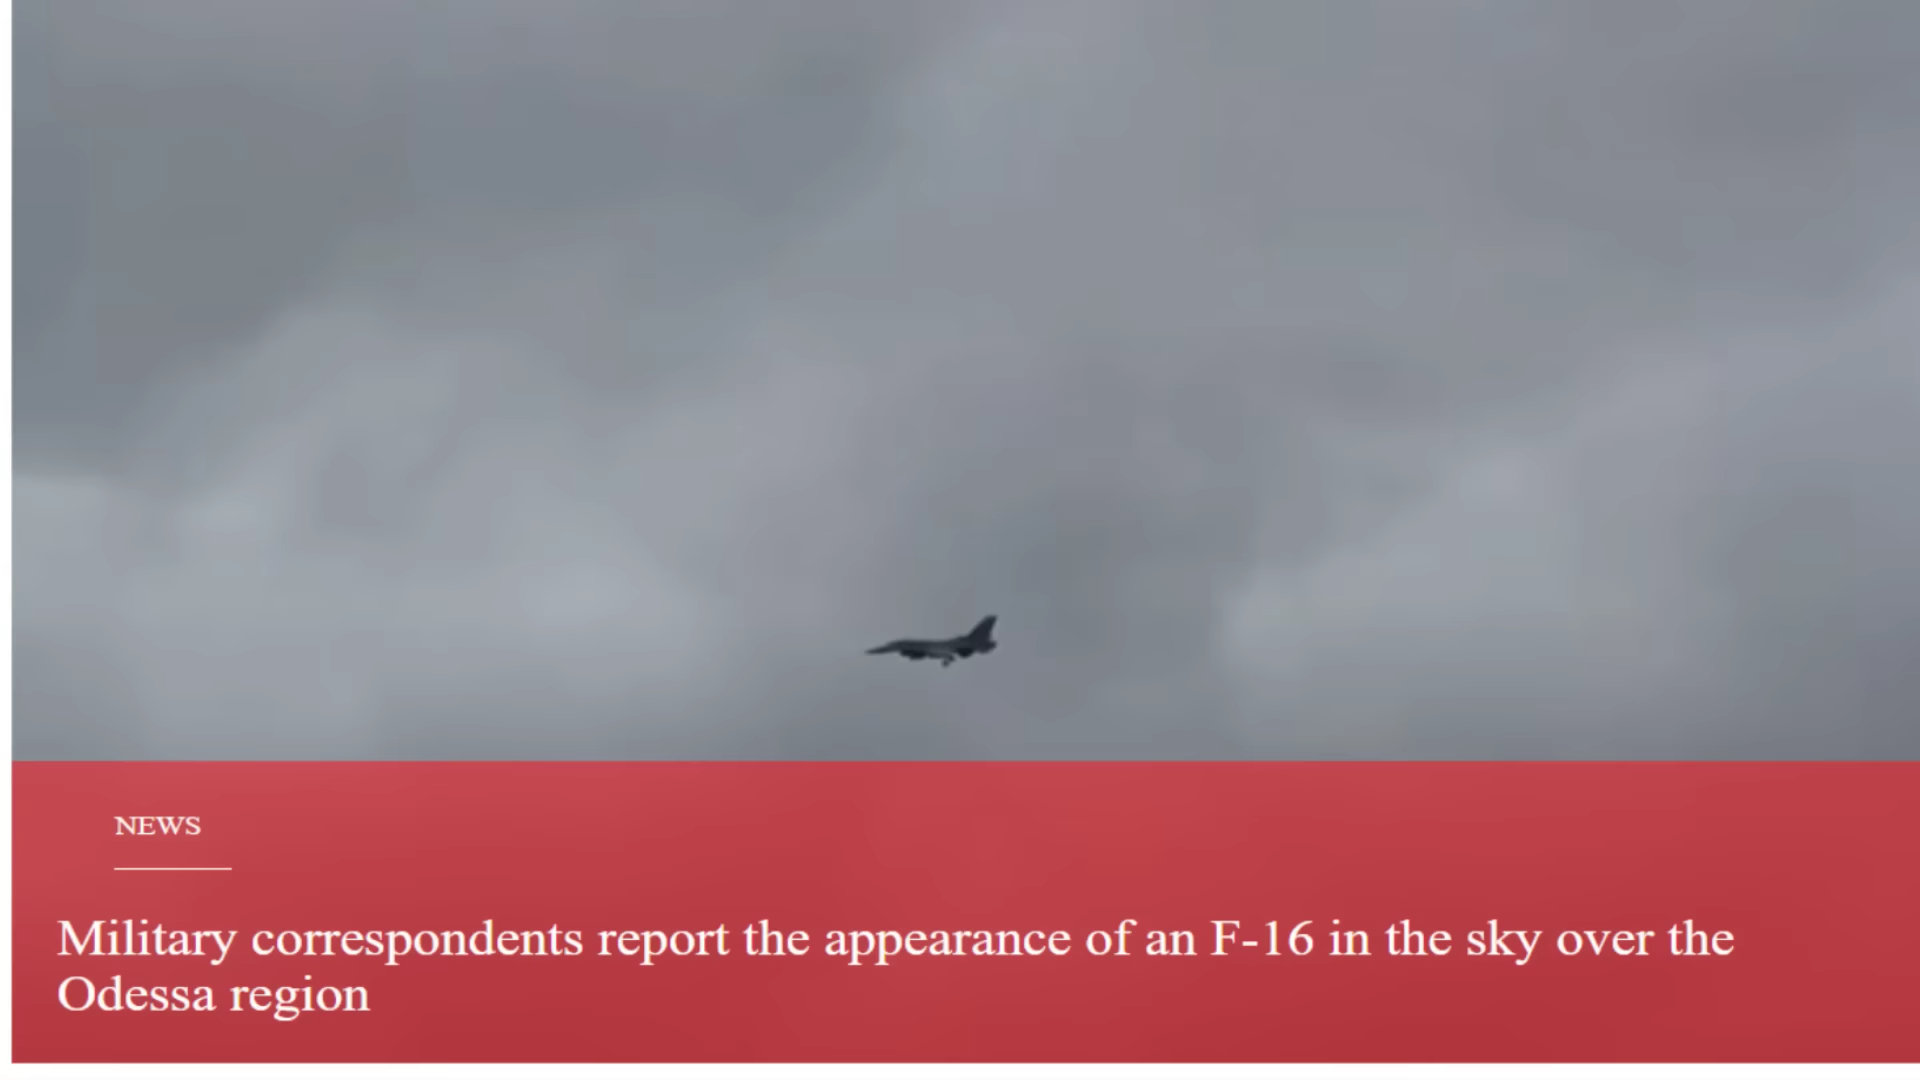 NEWS
Military correspondents report the appearance of an F-16 in the sky over the
Odessa region